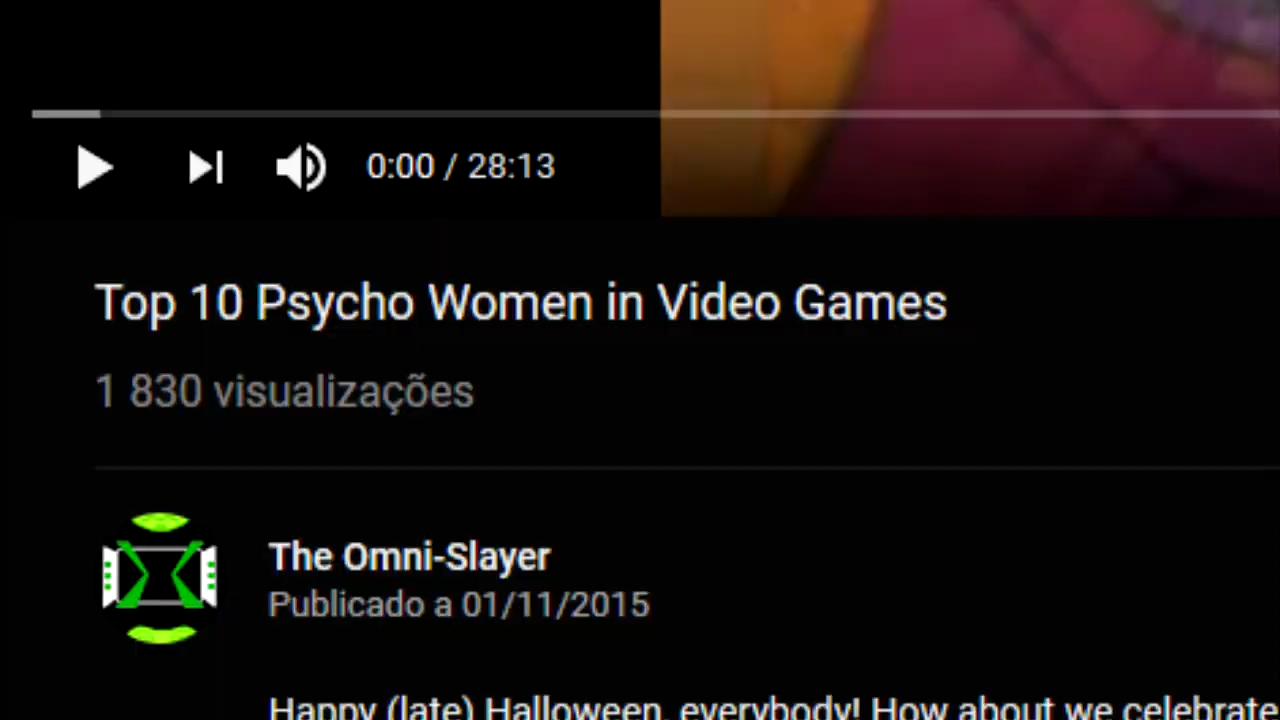 0:00 / 28:13
Top 10 Psycho Women in Video Games
1 830 visualizações
The Omni-Slayer
Publicado a 01/11/2015
Happy (late) Halloween, everybody! How about we celebrate